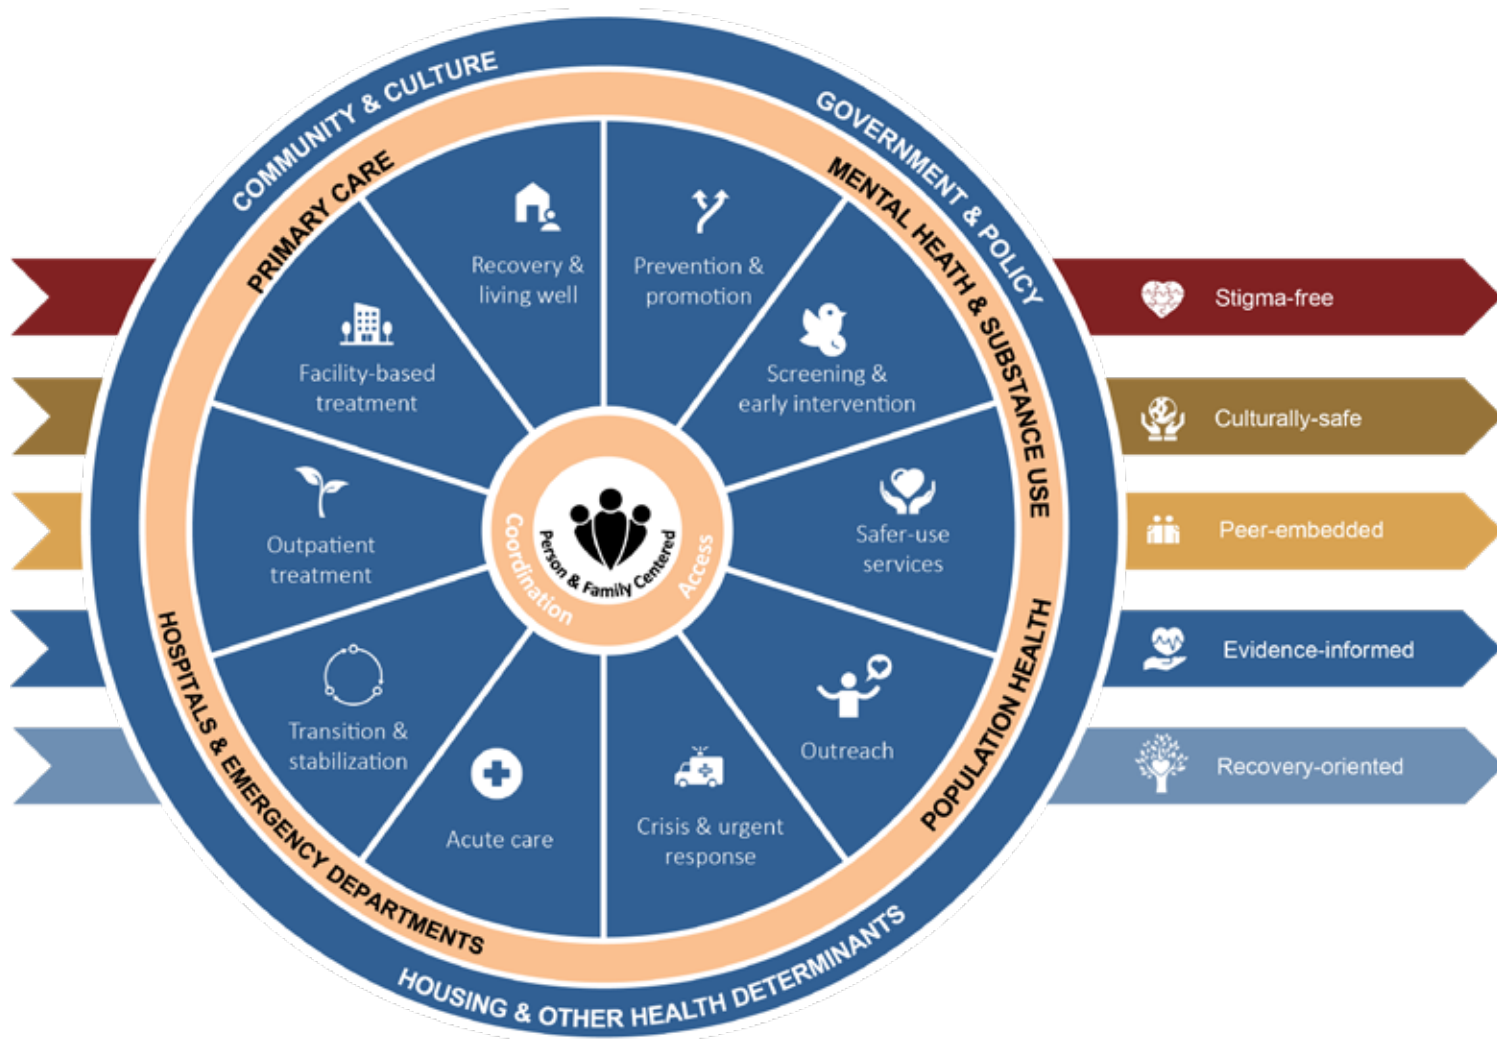 COMMUNITY & CULTURE
GOVERNMENT & POLICY
HOUSING & OTHER HEALTH DETERMINANTS
PRIMARY CARE
MENTAL HEATH & SUBSTANCE USE
POPULATION HEALTH
HOSPITALS & EMERGENCY DEPARTMENTS
Prevention &
promotion
Screening &
early intervention
Safer-use
services
Outreach
Crisis & urgent
response
Acute care
Transition &
stabilization
Outpatient
treatment
Facility-based
treatment
Recovery &
living well
Coordination
Access
Person & Family Centered
Stigma-free
Culturally-safe
Peer-embedded
Evidence-informed
Recovery-oriented